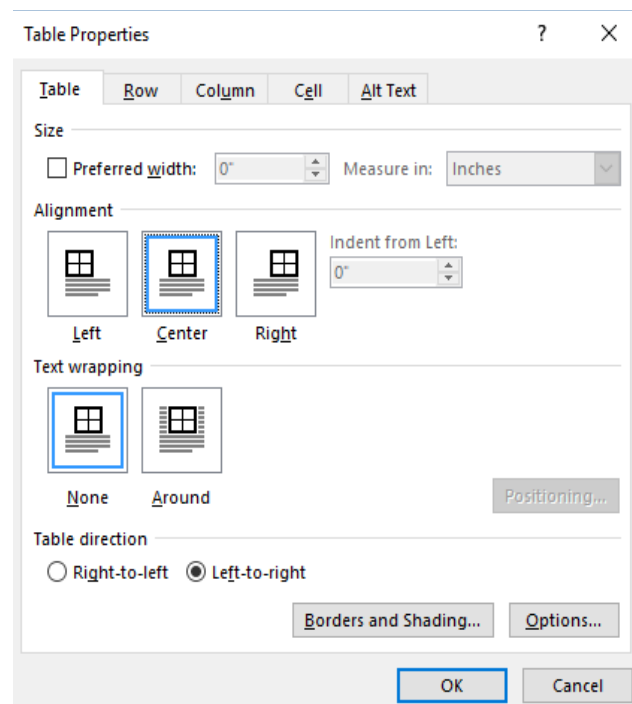 Table Properties ?
Table Row Column Cell Alt Text
Size
Preferred width: 0" Measure in: Inches
Alignment
Indent from Left:
0"
Left Center Right
Text wrapping
None Around
Positioning...
Table direction
Right-to-left Left-to-right
Borders and Shading... Options...
OK Cancel